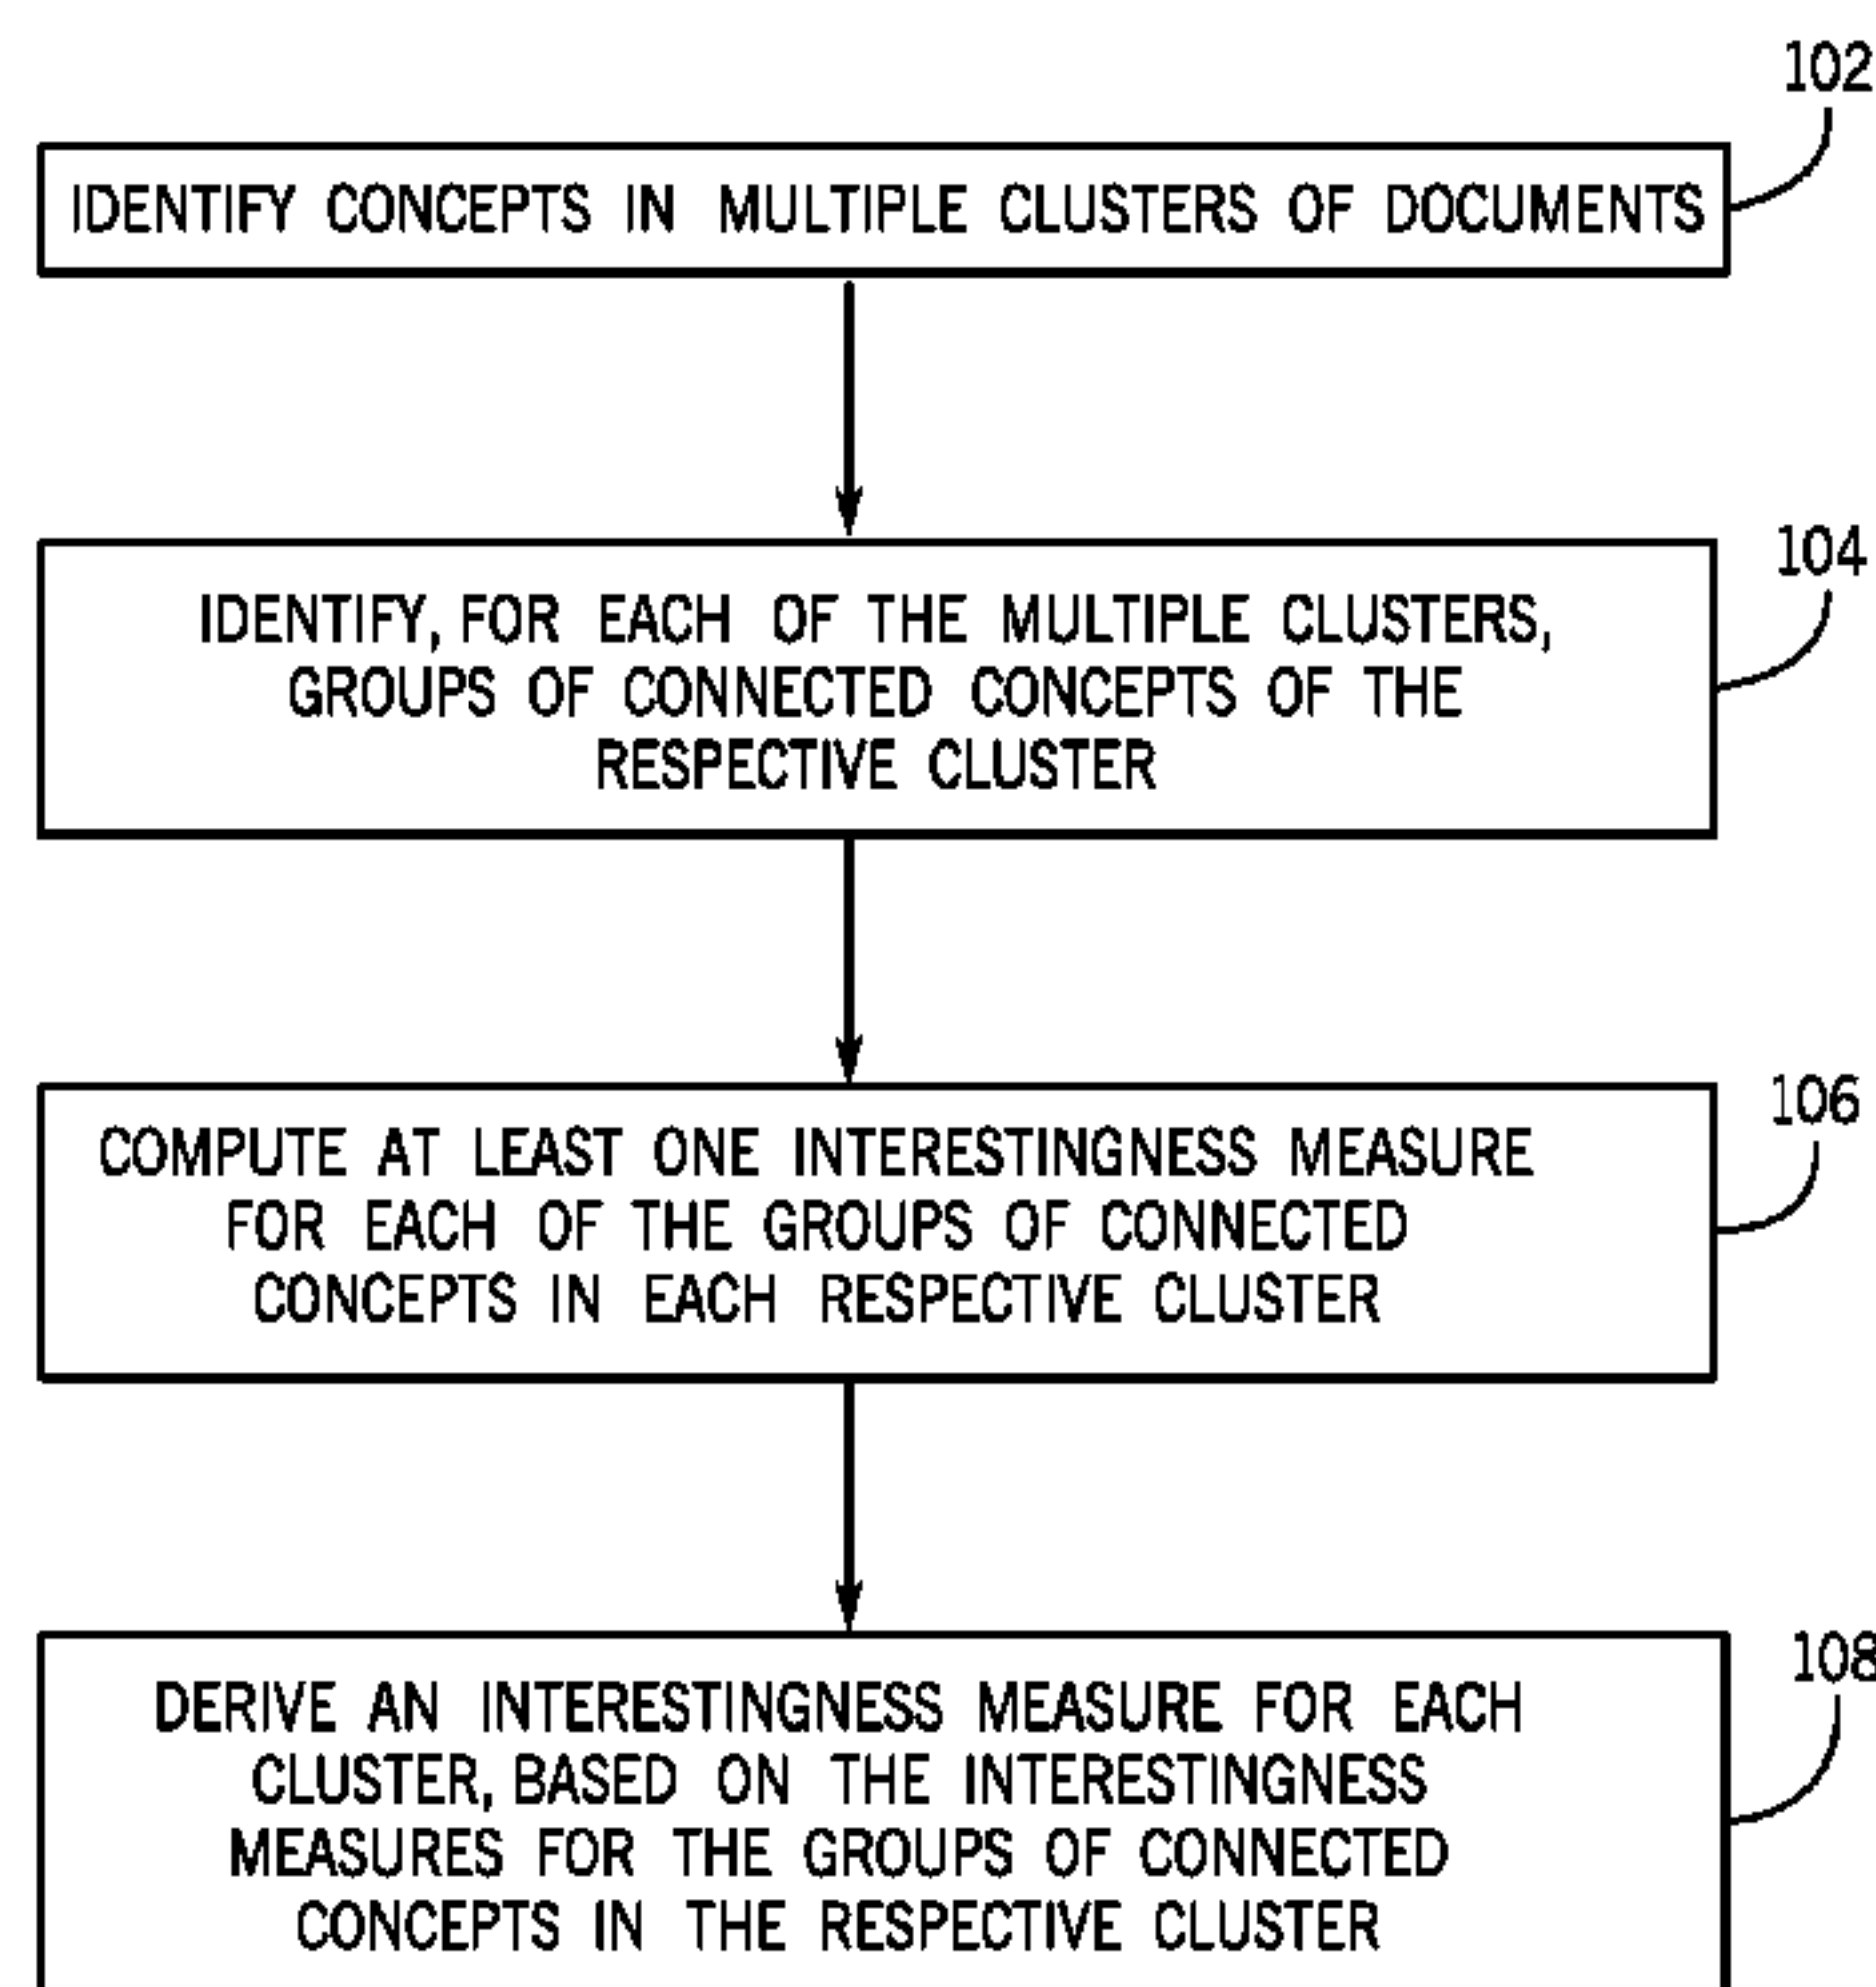 102
IDENTIFY CONCEPTS IN MULTIPLE CLUSTERS OF DOCUMENTS
104
IDENTIFY, FOR EACH OF THE MULTIPLE CLUSTERS,
GROUPS OF CONNECTED CONCEPTS OF THE
RESPECTIVE CLUSTER
106
COMPUTE AT LEAST ONE INTERESTINGNESS MEASURE
FOR EACH OF THE GROUPS OF CONNECTED
CONCEPTS IN EACH RESPECTIVE CLUSTER
108
DERIVE AN INTERESTINGNESS MEASURE FOR EACH
CLUSTER, BASED ON THE INTERESTINGNESS
MEASURES FOR THE GROUPS OF CONNECTED
CONCEPTS IN THE RESPECTIVE CLUSTER